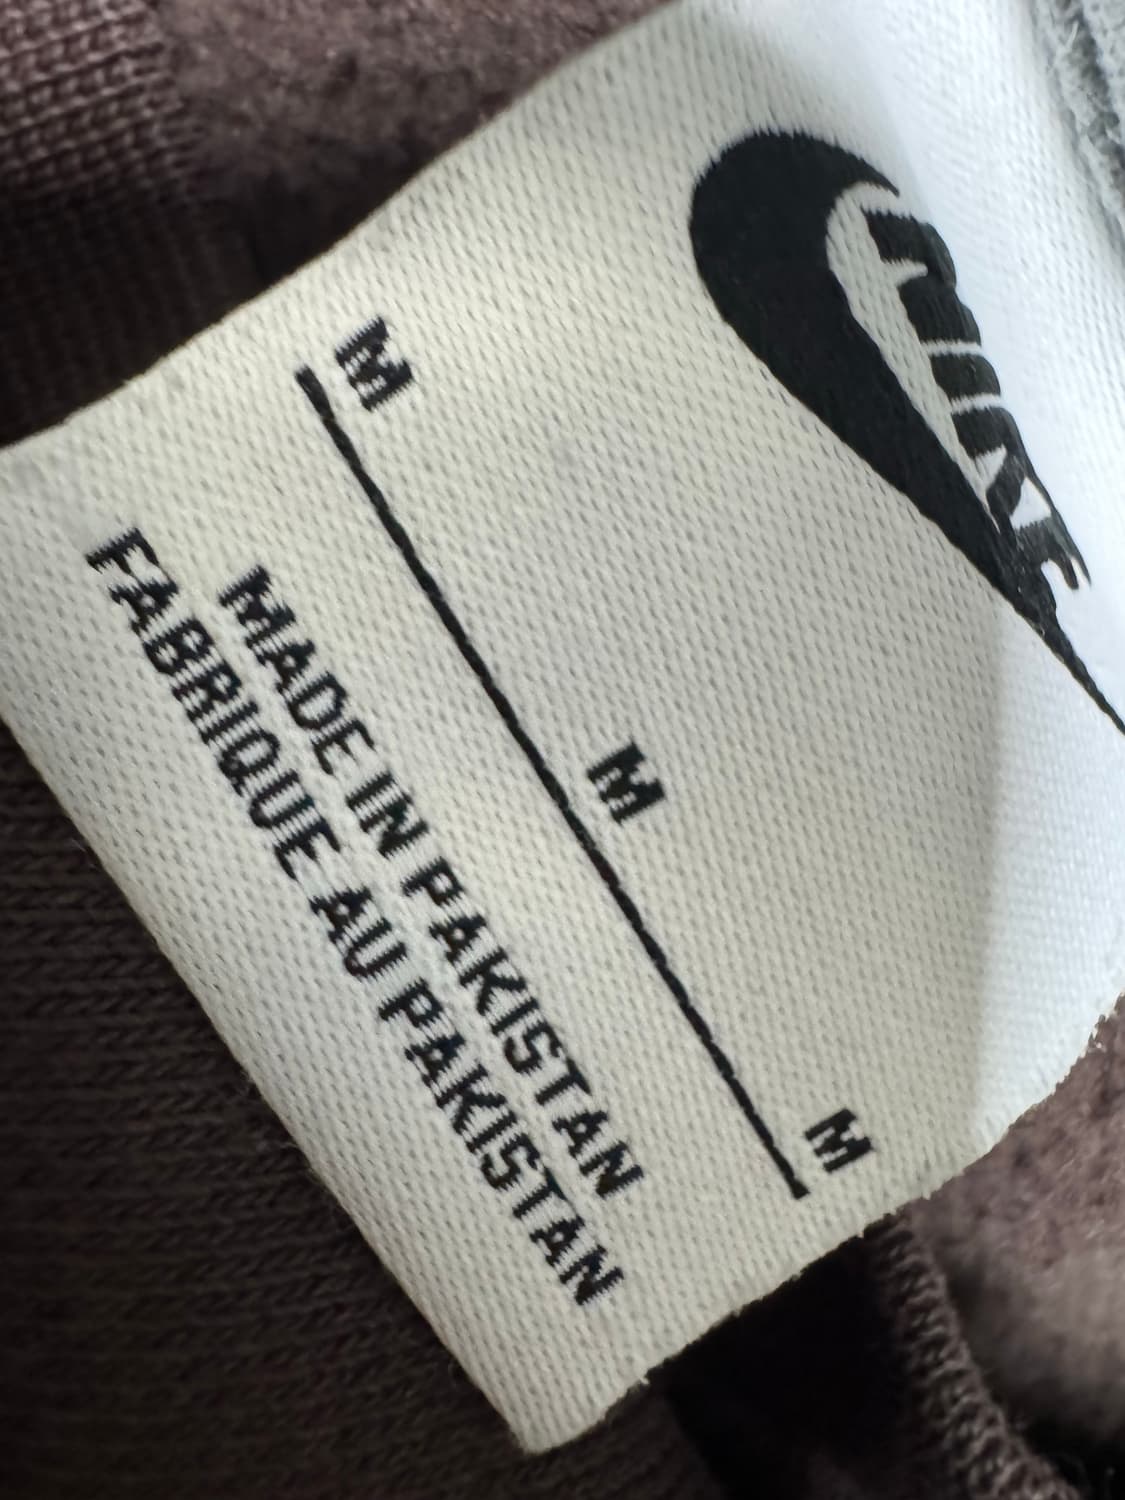 NIKE
M M M
MADE IN PAKISTAN
FABRIQUE AU PAKISTAN